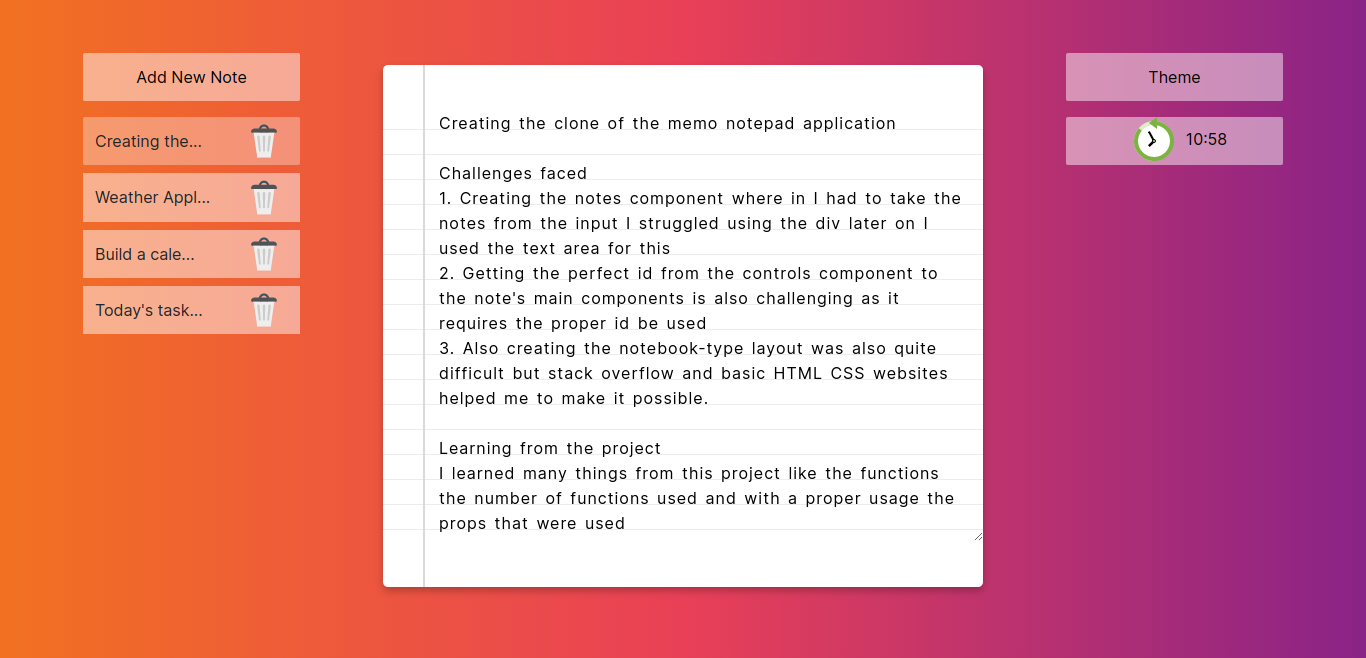 Add New Note
Creating the...
Weather Appl...
Build a cale...
Today's task...
Creating the clone of the memo notepad application
Challenges faced
1. Creating the notes component where in I had to take the
notes from the input I struggled using the div later on I
used the text area for this
2. Getting the perfect id from the controls component to
the note's main components is also challenging as it
requires the proper id be used
3. Also creating the notebook-type layout was also quite
difficult but stack overflow and basic HTML CSS websites
helped me to make it possible.
Learning from the project
I learned many things from this project like the functions
the number of functions used and with a proper usage the
props that were used
Theme
10:58